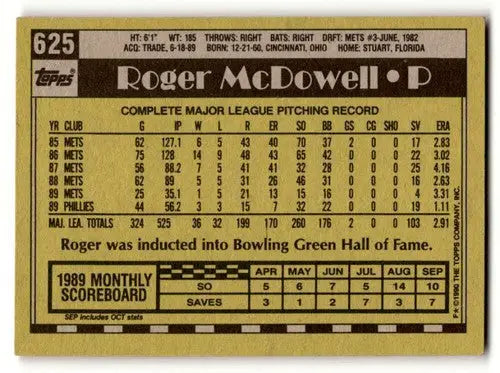 625
HT: 6'1" WT: 185 THROWS: RIGHT BATS: RIGHT DRFT: METS #3-JUNE, 1982
ACQ: TRADE, 6-18-89 BORN: 12-21-60, CINCINNATI, OHIO HOME: STUART, FLORIDA
Topps
Roger McDowell • P
COMPLETE MAJOR LEAGUE PITCHING RECORD
YR CLUB G IP W L R ER SO BB GS CG SHO SV ERA
85 METS 62 127.1 6 5 43 40 70 37 2 0 0 17 2.83
86 METS 75 128 14 9 48 43 65 42 0 0 0 22 3.02
87 METS 56 88.2 7 5 41 41 32 28 0 0 0 25 4.16
88 METS 62 89 5 5 31 26 46 31 0 0 0 16 2.63
89 METS 25 35.1 1 5 21 13 15 16 0 0 0 4 3.31
89 PHILLIES 44 56.2 3 3 15 7 32 22 0 0 0 19 1.11
MAJ. LEA. TOTALS 324 525 36 32 199 170 260 176 2 0 0 103 2.91
Roger was inducted into Bowling Green Hall of Fame.
1989 MONTHLY SCOREBOARD
APR MAY JUN JUL AUG SEP
SO 5 6 7 5 14 10
SAVES 3 1 2 7 3 7
SEP includes OCT stats
P★ ©1990 THE TOPPS COMPANY, INC.